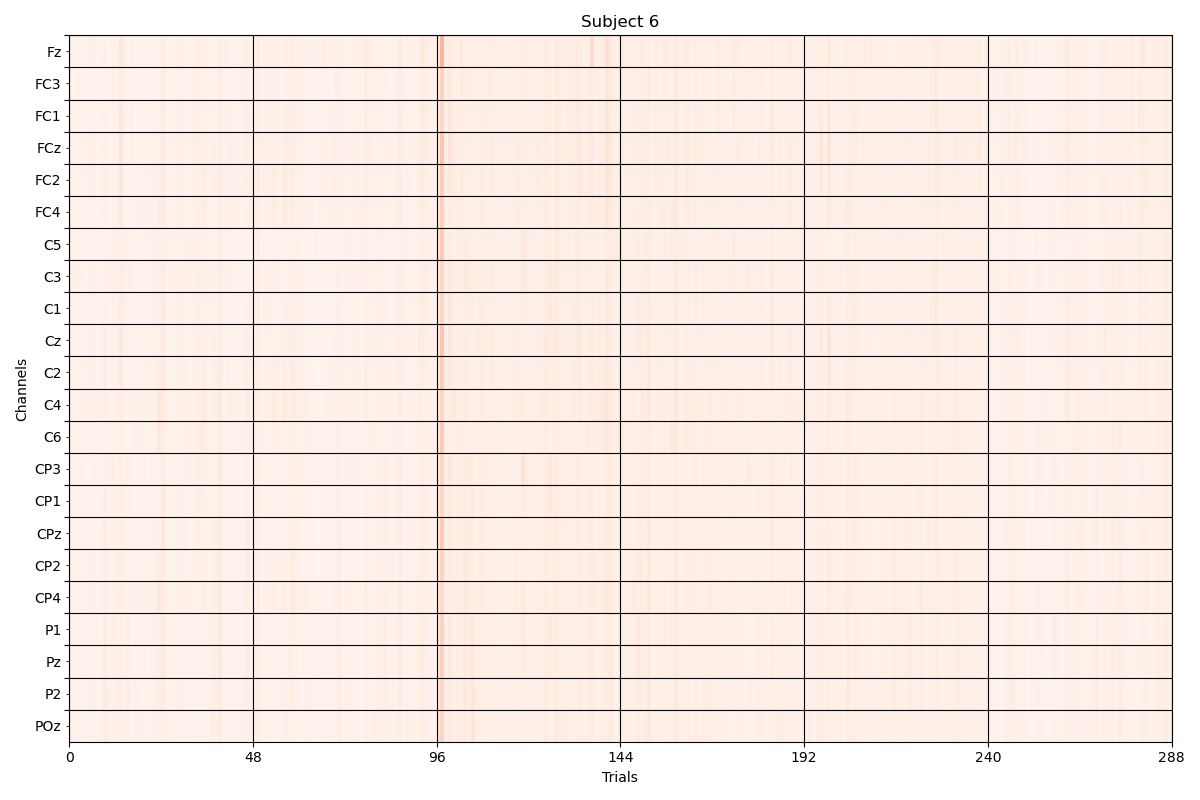 Subject 6
Fz
FC3
FC1
FCz
FC2
FC4
C5
C3
C1
Cz
C2
C4
C6
CP3
CP1
CPz
CP2
CP4
P1
Pz
P2
POz
Channels
0 48 96 144 192 240 288
Trials